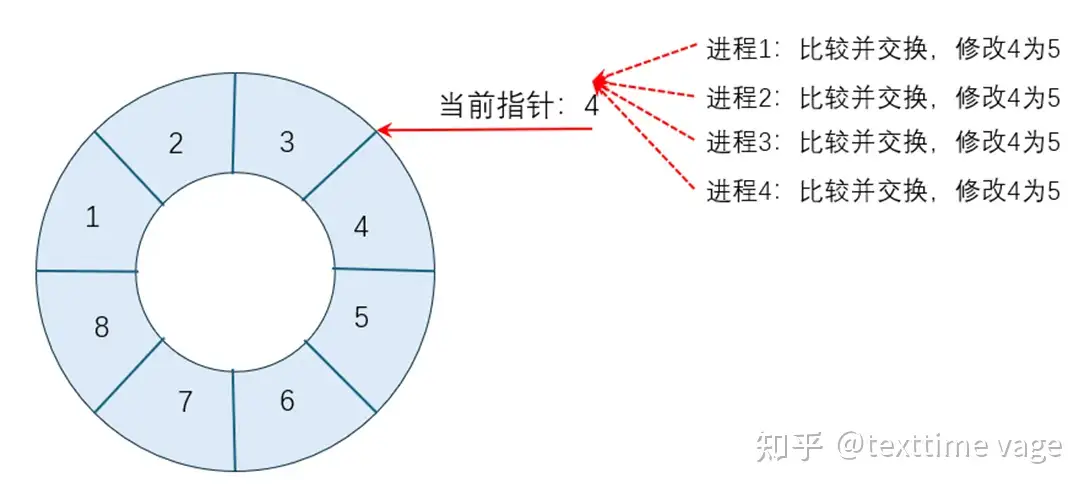 进程1：比较并交换，修改4为5
当前指针：4
进程2：比较并交换，修改4为5
进程3：比较并交换，修改4为5
进程4：比较并交换，修改4为5
2
3
1
4
8
5
7
6
知乎 @texttime vage